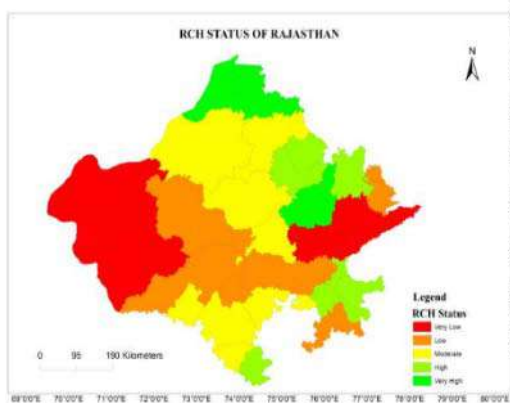 RCH STATUS OF RAJASTHAN
N
Legend
RCH Status
Very Low
Low
Moderate
High
Very High
0 95 190 Kilometers
69°0'0"E 70°0'0"E 71°0'0"E 72°0'0"E 73°0'0"E 74°0'0"E 75°0'0"E 76°0'0"E 77°0'0"E 78°0'0"E 79°0'0"E 80°0'0"E